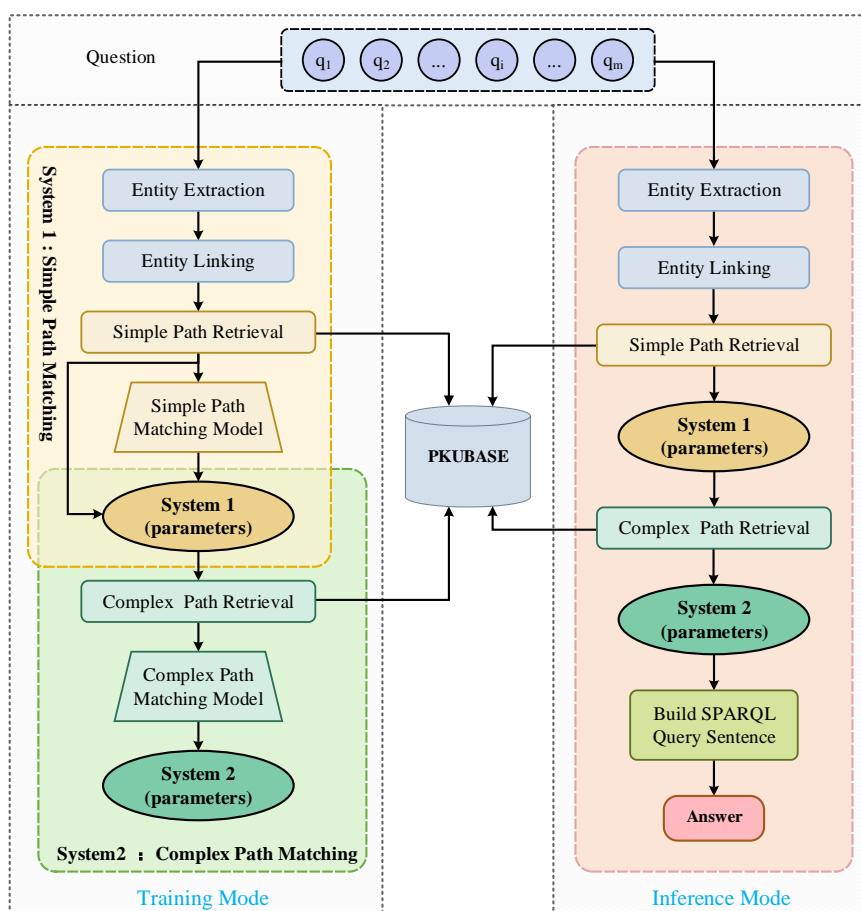 Question
q1 q2 ... qi ... qm
System 1 : Simple Path
Matching
Entity Extraction
Entity Linking
Simple Path Retrieval
Simple Path
Matching Model
System 1
(parameters)
Complex Path Retrieval
Complex Path
Matching Model
System 2
(parameters)
System2 : Complex Path Matching
Training Mode
PKUBASE
Entity Extraction
Entity Linking
Simple Path Retrieval
System 1
(parameters)
Complex Path Retrieval
System 2
(parameters)
Build SPARQL
Query Sentence
Answer
Inference Mode